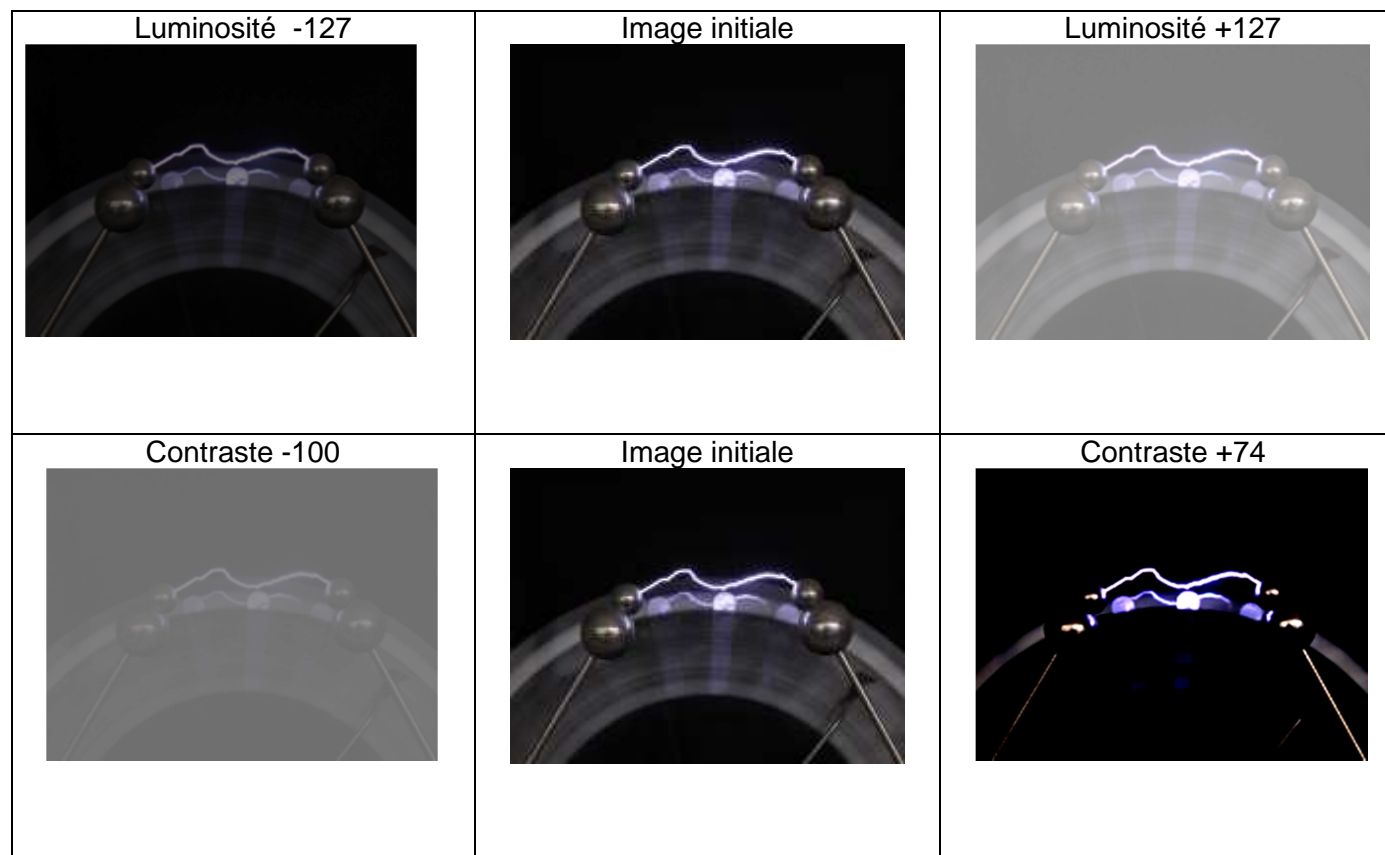 Luminosité -127
Image initiale
Luminosité +127
Contraste -100
Image initiale
Contraste +74